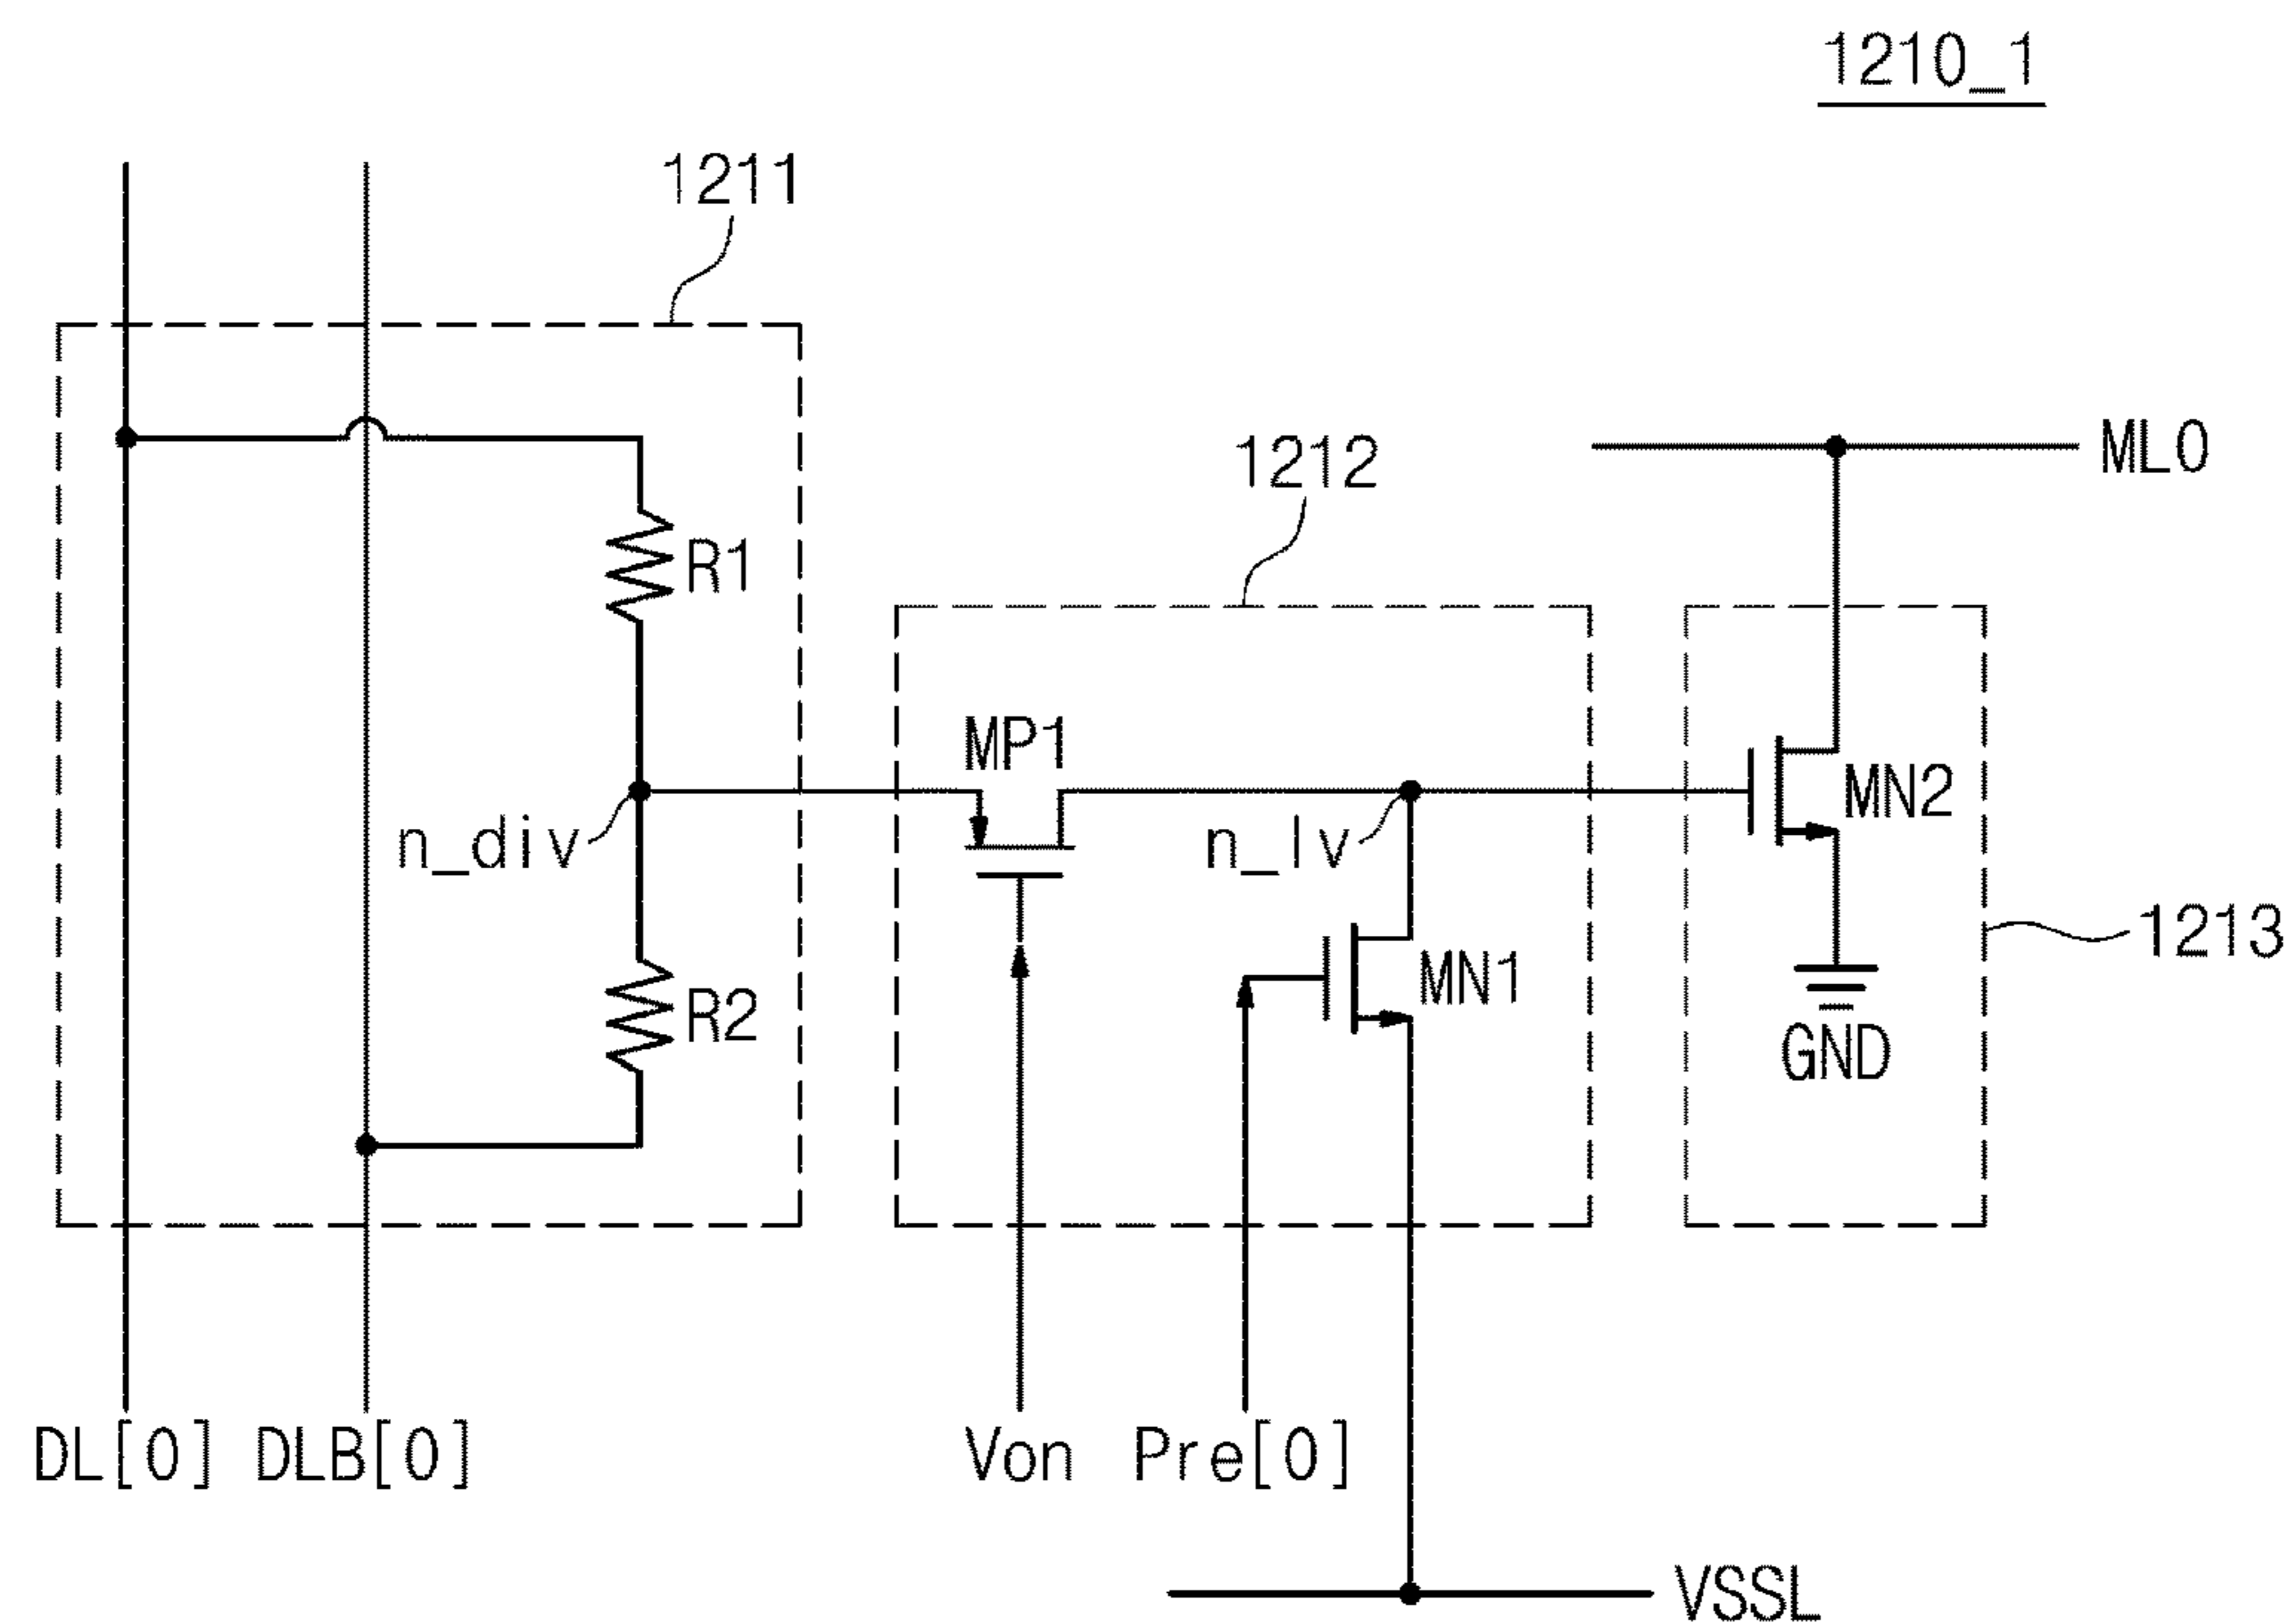 1210_1
1211
ML0
1212
R1
MP1
MN2
n_div
n_lv
1213
MN1
R2
GND
DL[0] DLB[0] Von Pre[0]
VSSL